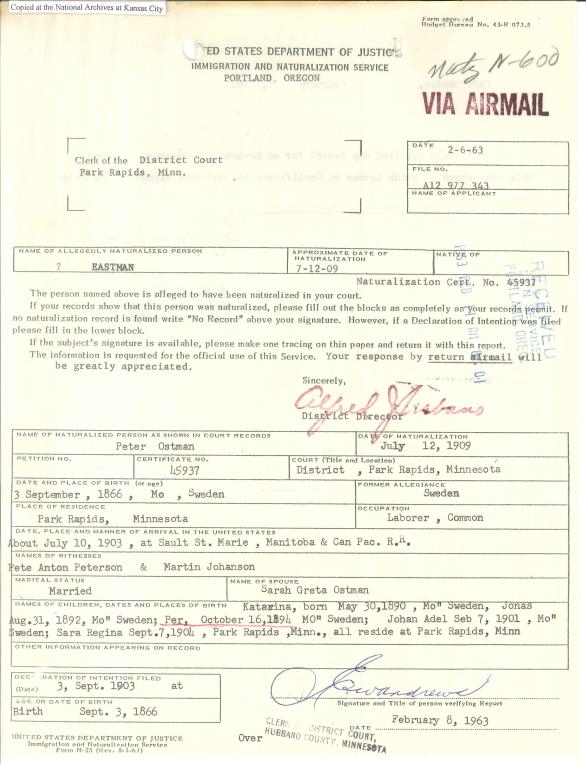 Copied at the National Archives at Kansas City
Form approved
Budget Bureau No. 43-R 073.5
TED STATES DEPARTMENT OF JUSTIC
IMMIGRATION AND NATURALIZATION SERVICE
PORTLAND, OREGON
Natz N-600
VIA AIRMAIL
Clerk of the District Court
Park Rapids, Minn.
DATE
2-6-63
FILE NO.
A12 977 343
NAME OF APPLICANT
NAME OF ALLEGEDLY NATURALIZED PERSON
? EASTMAN
APPROXIMATE DATE OF NATURALIZATION
7-12-09
NATIVE OF
Naturalization Cert. No. 45937
RECEIVED
PORTLAND ORE
The person named above is alleged to have been naturalized in your court.
If your records show that this person was naturalized, please fill out the blocks as completely as your records permit. If
no naturalization record is found write "No Record" above your signature. However, if a Declaration of Intention was filed
please fill in the lower block.
If the subject's signature is available, please make one tracing on thin paper and return it with this report.
The information is requested for the official use of this Service. Your response by return airmail will
be greatly appreciated.
Sincerely,
Alfred J. Urbano
District Director
NAME OF NATURALIZED PERSON AS SHOWN IN COURT RECORDS
Peter Ostman
DATE OF NATURALIZATION
July 12, 1909
PETITION NO.
CERTIFICATE NO.
45937
COURT (Title and Location)
District , Park Rapids, Minnesota
DATE AND PLACE OF BIRTH (or age)
3 September , 1866 , Mo , Sweden
FORMER ALLEGIANCE
Sweden
PLACE OF RESIDENCE
Park Rapids, Minnesota
OCCUPATION
Laborer , Common
DATE, PLACE AND MANNER OF ARRIVAL IN THE UNITED STATES
About July 10, 1903 , at Sault St. Marie , Manitoba & Can Pac. R.R.
NAMES OF WITNESSES
Pete Anton Peterson & Martin Johanson
MARITAL STATUS
Married
NAME OF SPOUSE
Sarah Greta Ostman
NAMES OF CHILDREN, DATES AND PLACES OF BIRTH Katarina, born May 30,1890 , Mo" Sweden, Jonas
Aug.31, 1892, Mo" Sweden; Per, October 16,1894 MO" Sweden; Johan Adel Seb 7, 1901 , Mo"
Sweden; Sara Regina Sept.7,1904 , Park Rapids ,Minn., all reside at Park Rapids, Minn
OTHER INFORMATION APPEARING ON RECORD
DECLARATION OF INTENTION FILED
(Date) 3, Sept. 1903 at
AGE OR DATE OF BIRTH
Birth Sept. 3, 1866
Signature and Title of person verifying Report
DATE February 8, 1963
CLERK OF DISTRICT COURT,
HUBBARD COUNTY, MINNESOTA
Over
UNITED STATES DEPARTMENT OF JUSTICE
Immigration and Naturalization Service
Form N-25 (Rev. 5-1-61)